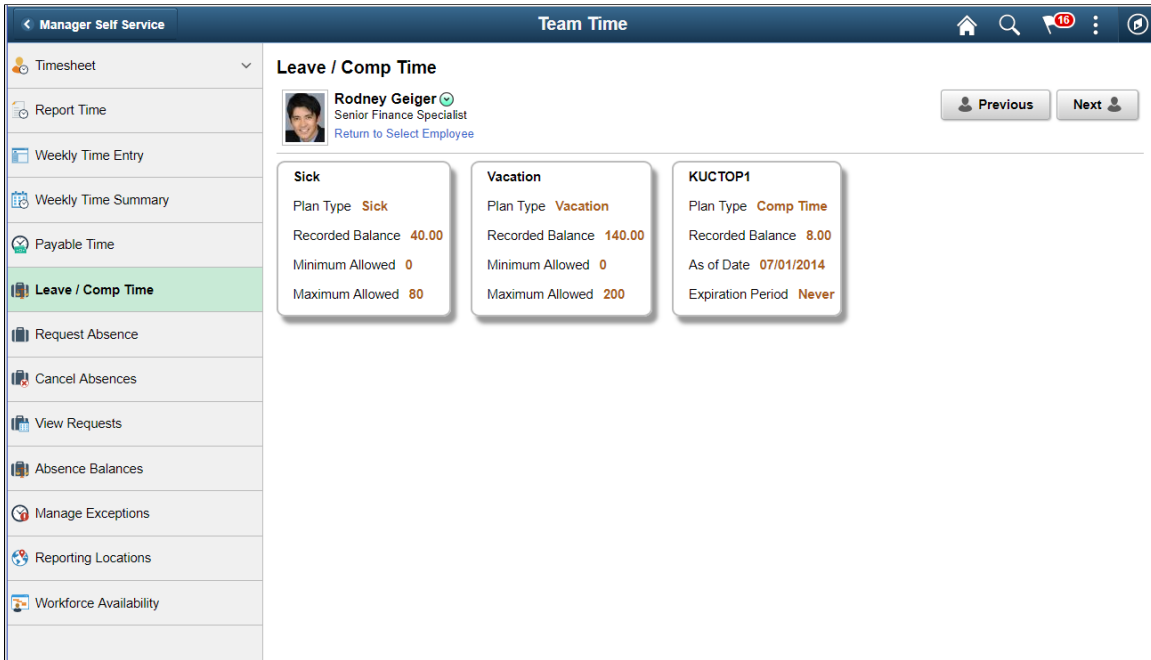 Manager Self Service
Team Time
16
Timesheet
Report Time
Weekly Time Entry
Weekly Time Summary
Payable Time
Leave / Comp Time
Request Absence
Cancel Absences
View Requests
Absence Balances
Manage Exceptions
Reporting Locations
Workforce Availability
Leave / Comp Time
Rodney Geiger
Senior Finance Specialist
Return to Select Employee
Previous
Next
Sick
Plan Type Sick
Recorded Balance 40.00
Minimum Allowed 0
Maximum Allowed 80
Vacation
Plan Type Vacation
Recorded Balance 140.00
Minimum Allowed 0
Maximum Allowed 200
KUCTOP1
Plan Type Comp Time
Recorded Balance 8.00
As of Date 07/01/2014
Expiration Period Never